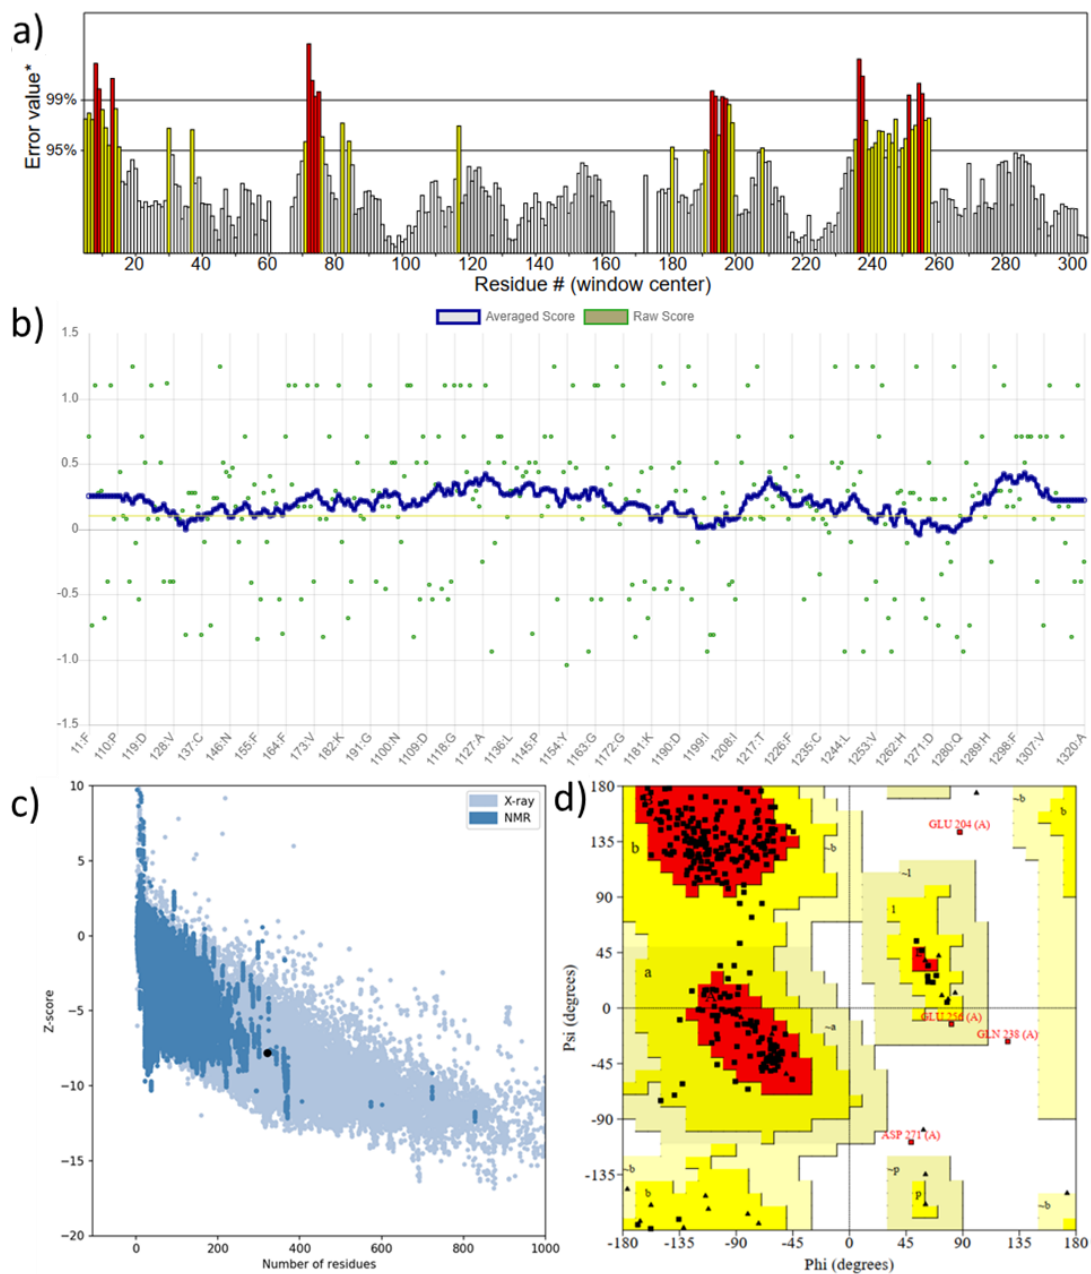 a)
Error value*
99%
95%
20 40 60 80 100 120 140 160 180 200 220 240 260 280 300
Residue # (window center)
b)
Averaged Score Raw Score
1.5
1.0
0.5
0
-0.5
-1.0
-1.5
11:F 110:P 119:D 128:V 137:C 146:N 155:F 164:F 173:V 182:K 191:G 1100:N 1109:D 1118:G 1127:A 1136:L 1145:P 1154:Y 1163:G 1172:G 1181:K 1190:D 1199:I 1208:I 1217:T 1226:F 1235:C 1244:L 1253:V 1262:H 1271:D 1280:Q 1289:H 1298:F 1307:V 1320:A
c)
X-ray
NMR
10
5
0
-5
-10
-15
-20
Z-score
0 200 400 600 800 1000
Number of residues
d)
180
135
90
45
0
-45
-90
-135
Psi (degrees)
B
b
~b
~b
b
GLU 204 (A)
~l
l
L
a
A
~a
GLU 256 (A)
GLN 238 (A)
ASP 271 (A)
~b
b
~p
p
~b
-180 -135 -90 -45 0 45 90 135 180
Phi (degrees)